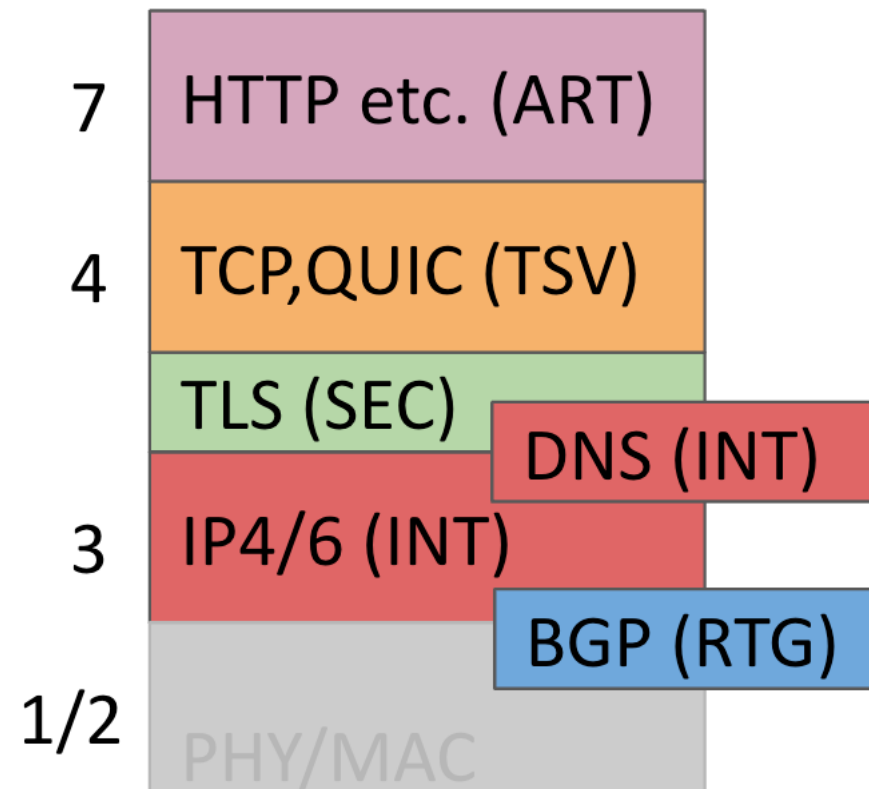 7 HTTP etc. (ART)
4 TCP,QUIC (TSV)
TLS (SEC)
DNS (INT)
3 IP4/6 (INT)
BGP (RTG)
1/2 PHY/MAC